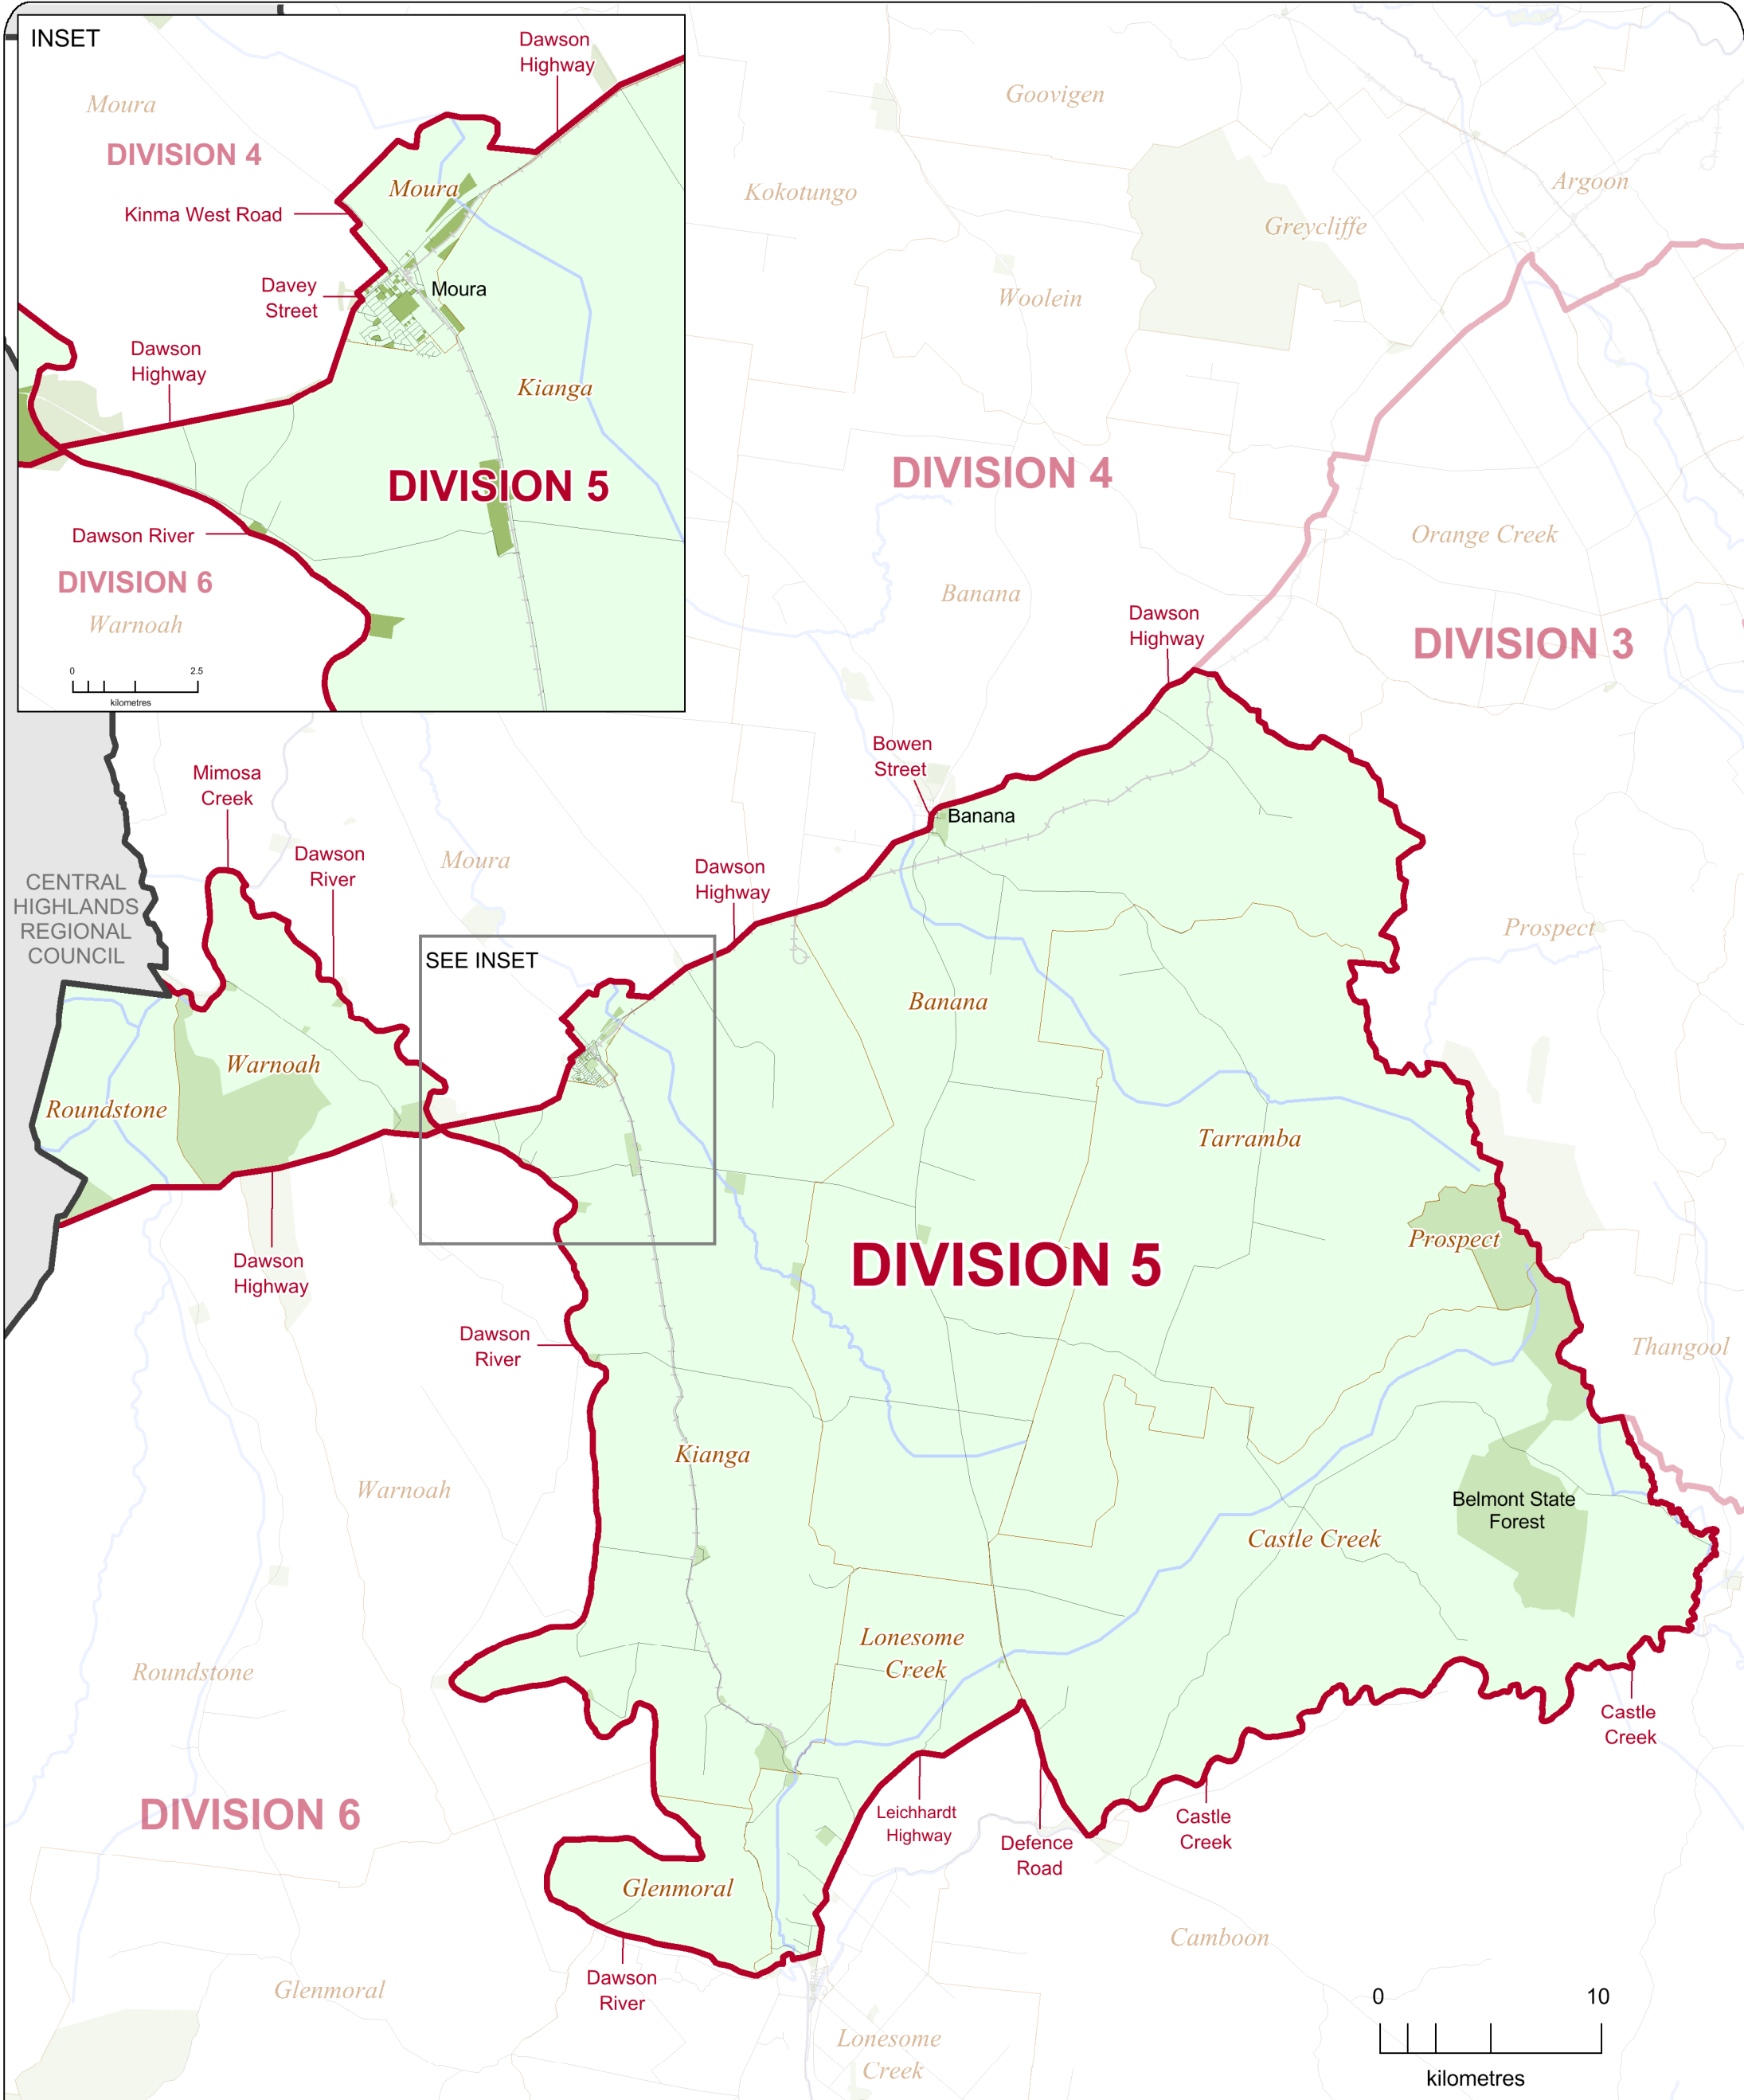 INSET
Dawson
Highway
Moura
DIVISION 4
Moura
Kinma West Road
Davey
Street
Moura
Dawson
Highway
Kianga
DIVISION 5
Dawson River
DIVISION 6
Warnoah
0
2.5
kilometres
Goovigen
Kokotungo
Argoon
Greycliffe
Woolein
DIVISION 4
Orange Creek
Banana
Dawson
Highway
DIVISION 3
Bowen
Street
Banana
Mimosa
Creek
Dawson
River
Moura
Dawson
Highway
CENTRAL
HIGHLANDS
REGIONAL
COUNCIL
Prospect
SEE INSET
Banana
Warnoah
Roundstone
Tarramba
Prospect
DIVISION 5
Dawson
Highway
Dawson
River
Thangool
Kianga
Warnoah
Belmont State
Forest
Castle Creek
Lonesome
Creek
Roundstone
Castle
Creek
DIVISION 6
Leichhardt
Highway
Defence
Road
Castle
Creek
Glenmoral
Camboon
Dawson
River
Glenmoral
Lonesome
Creek
0
10
kilometres